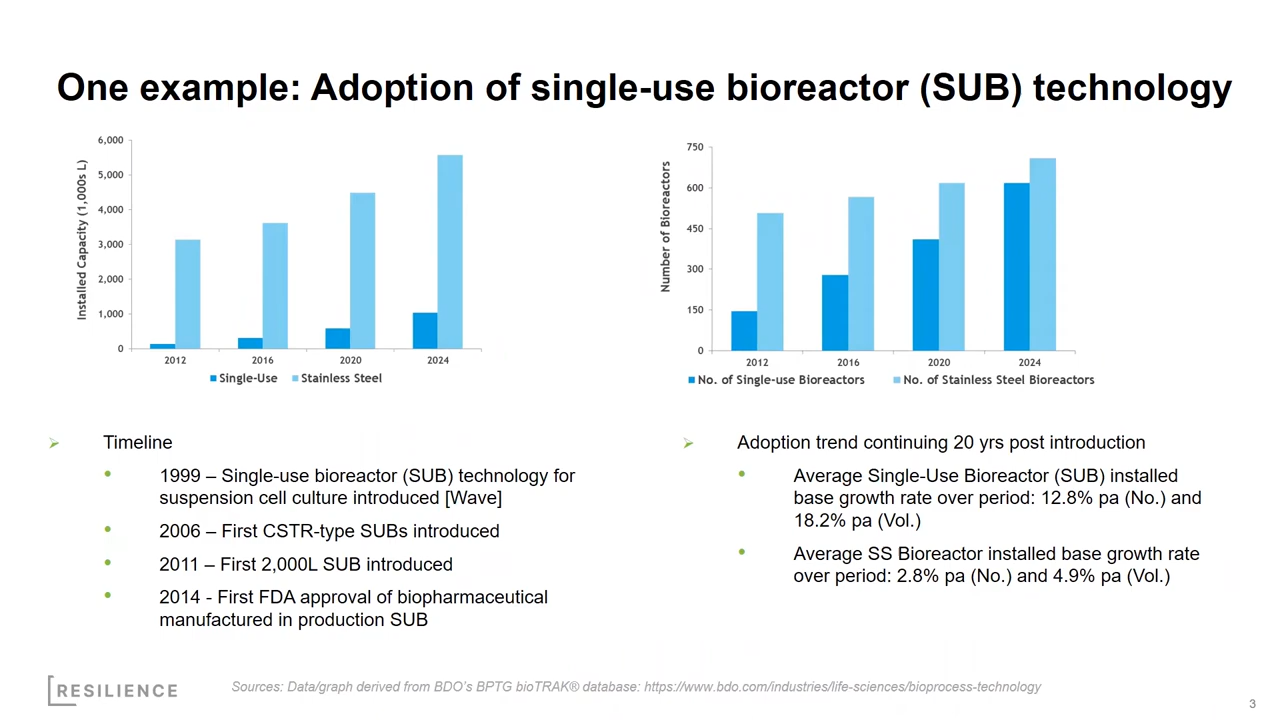 One example: Adoption of single-use bioreactor (SUB) technology
Installed Capacity (1,000s L)
6,000
5,000
4,000
3,000
2,000
1,000
0
2012 2016 2020 2024
Single-Use Stainless Steel
Number of Bioreactors
750
600
450
300
150
0
2012 2016 2020 2024
No. of Single-use Bioreactors No. of Stainless Steel Bioreactors
Timeline
1999 – Single-use bioreactor (SUB) technology for
suspension cell culture introduced [Wave]
2006 – First CSTR-type SUBs introduced
2011 – First 2,000L SUB introduced
2014 - First FDA approval of biopharmaceutical
manufactured in production SUB
Adoption trend continuing 20 yrs post introduction
Average Single-Use Bioreactor (SUB) installed
base growth rate over period: 12.8% pa (No.) and
18.2% pa (Vol.)
Average SS Bioreactor installed base growth rate
over period: 2.8% pa (No.) and 4.9% pa (Vol.)
RESILIENCE
Sources: Data/graph derived from BDO’s BPTG bioTRAK® database: https://www.bdo.com/industries/life-sciences/bioprocess-technology
3